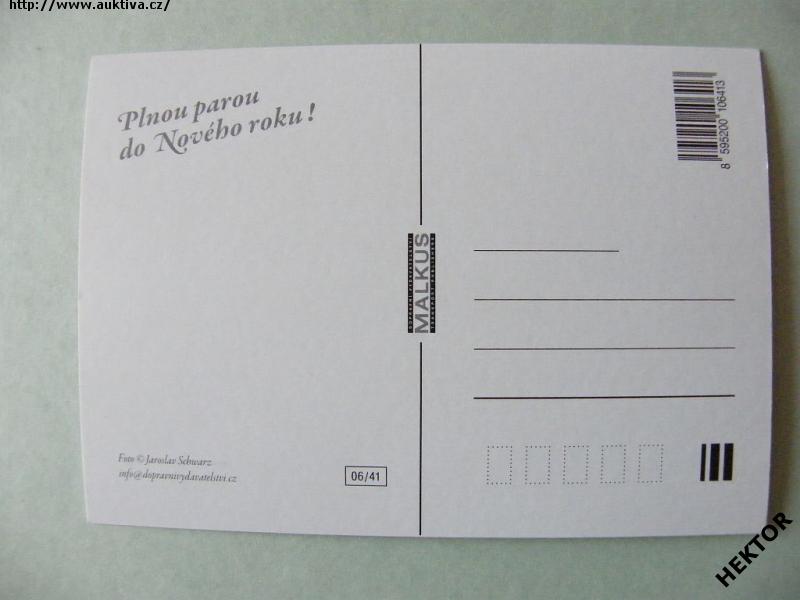 http://www.auktiva.cz/
Plnou parou
do Nového roku!
8 595200 106413
MALKUS
Foto © Jaroslav Schwarz
info@dopravnivydavatelstvi.cz
06/41
HEKTOR